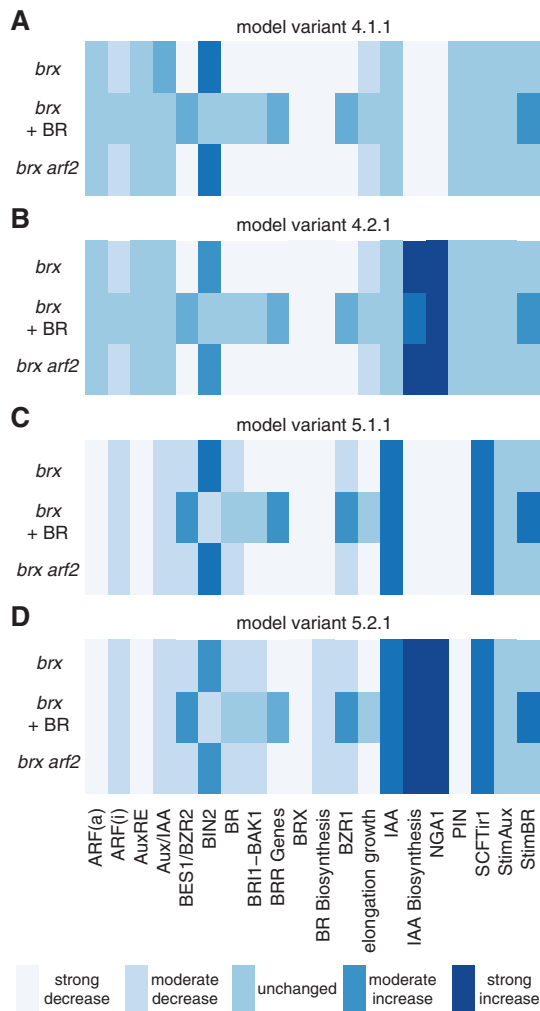 A
model variant 4.1.1
brx
brx
+ BR
brx arf2
B
model variant 4.2.1
brx
brx
+ BR
brx arf2
C
model variant 5.1.1
brx
brx
+ BR
brx arf2
D
model variant 5.2.1
brx
brx
+ BR
brx arf2
ARF(a)
ARF(i)
AuxRE
Aux/IAA
BES1/BZR2
BIN2
BR
BRI1−BAK1
BRR Genes
BRX
BR Biosynthesis
BZR1
elongation growth
IAA
IAA Biosynthesis
NGA1
PIN
SCFTir1
StimAux
StimBR
strong
decrease
moderate
decrease
unchanged
moderate
increase
strong
increase